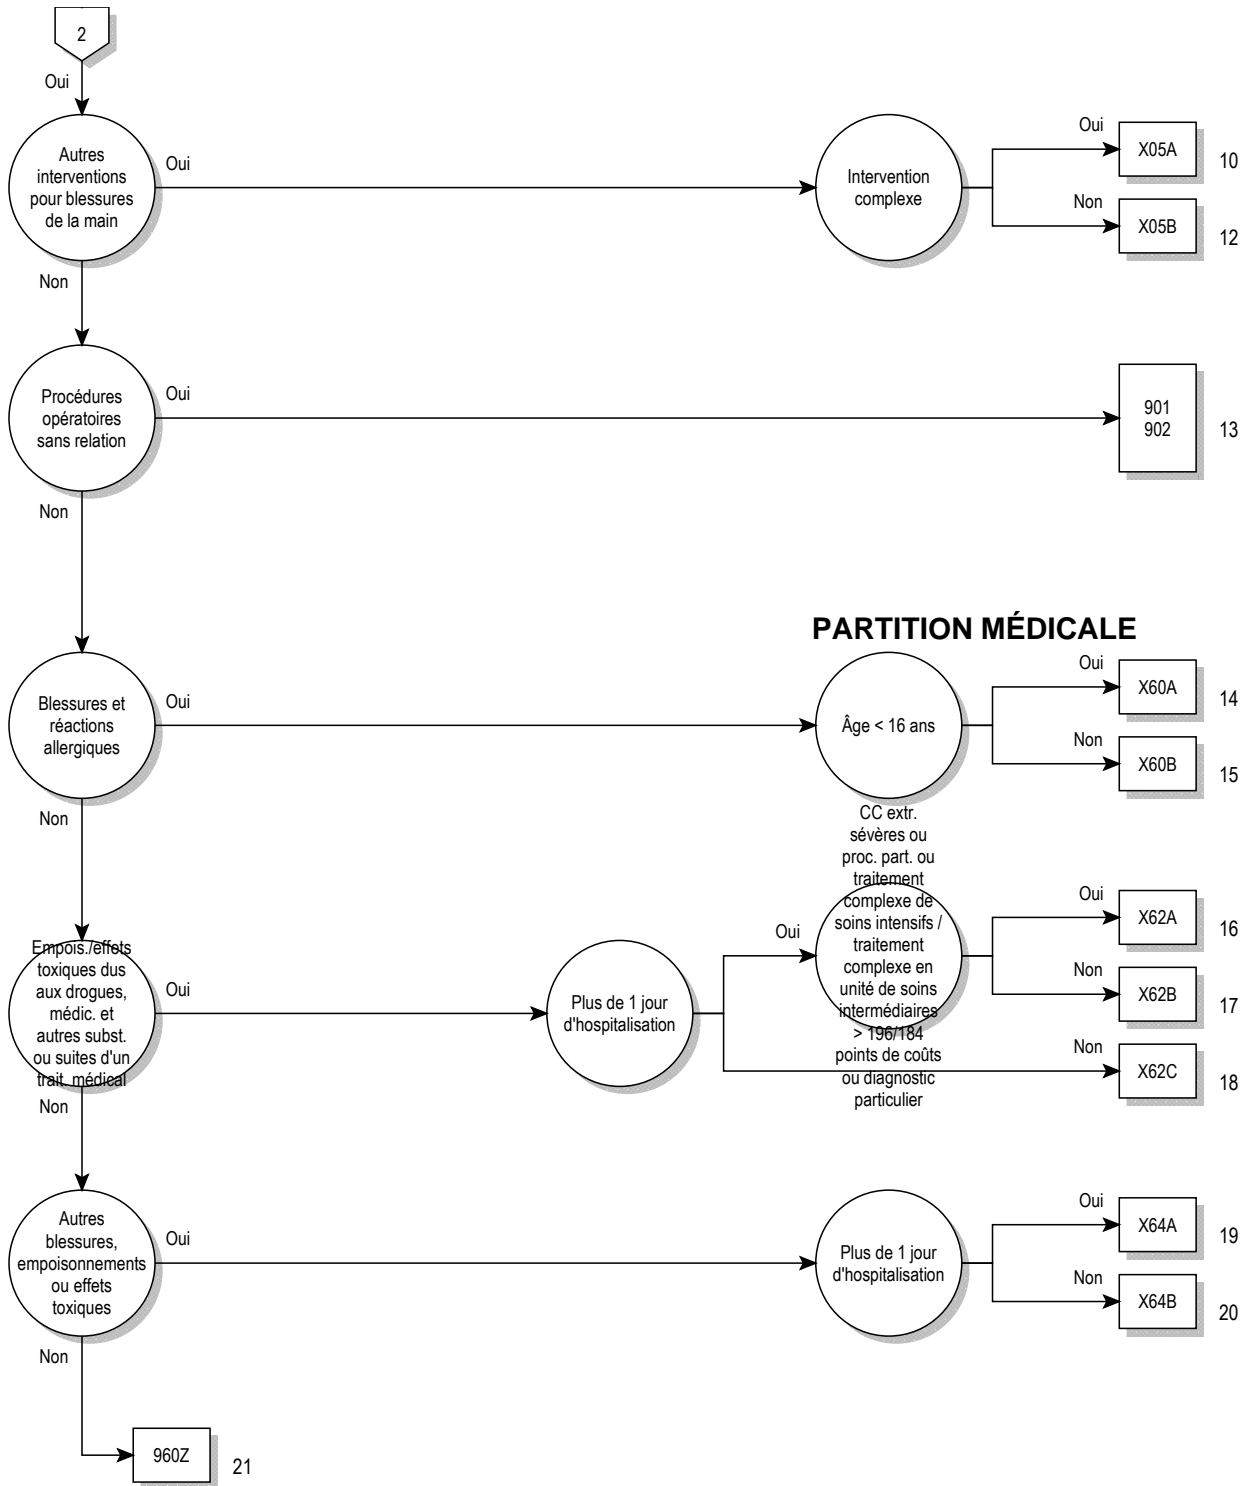 2
Oui
Autres
interventions
pour blessures
de la main
Oui
Intervention
complexe
Oui
X05A
10
Non
X05B
12
Non
Procédures
opératoires
sans relation
Oui
901
902
13
Non
PARTITION MÉDICALE
Blessures et
réactions
allergiques
Oui
Âge < 16 ans
Oui
X60A
14
Non
X60B
15
Non
Empois./effets
toxiques dus
aux drogues,
médic. et
autres subst.
ou suites d'un
trait. médical
Oui
Plus de 1 jour
d'hospitalisation
Oui
CC extr.
sévères ou
proc. part. ou
traitement
complexe de
soins intensifs /
traitement
complexe en
unité de soins
intermédiaires
> 196/184
points de coûts
ou diagnostic
particulier
Oui
X62A
16
Non
X62B
17
Non
X62C
18
Non
Autres
blessures,
empoisonnements
ou effets
toxiques
Oui
Plus de 1 jour
d'hospitalisation
Oui
X64A
19
Non
X64B
20
Non
960Z
21